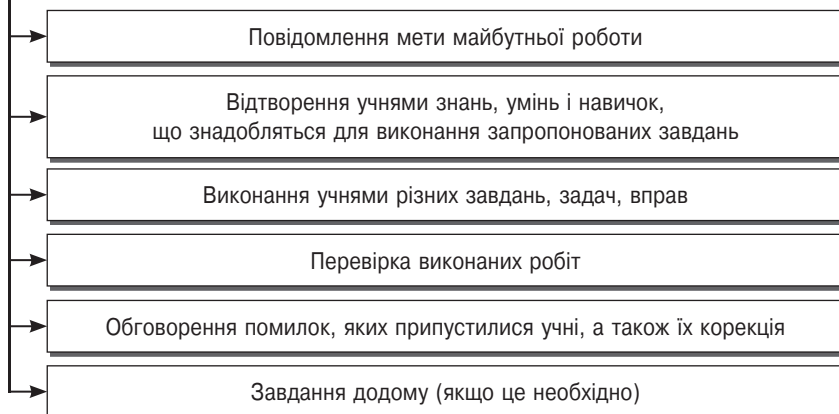 Повідомлення мети майбутньої роботи
Відтворення учнями знань, умінь і навичок,
що знадобляться для виконання запропонованих завдань
Виконання учнями різних завдань, задач, вправ
Перевірка виконаних робіт
Обговорення помилок, яких припустилися учні, а також їх корекція
Завдання додому (якщо це необхідно)